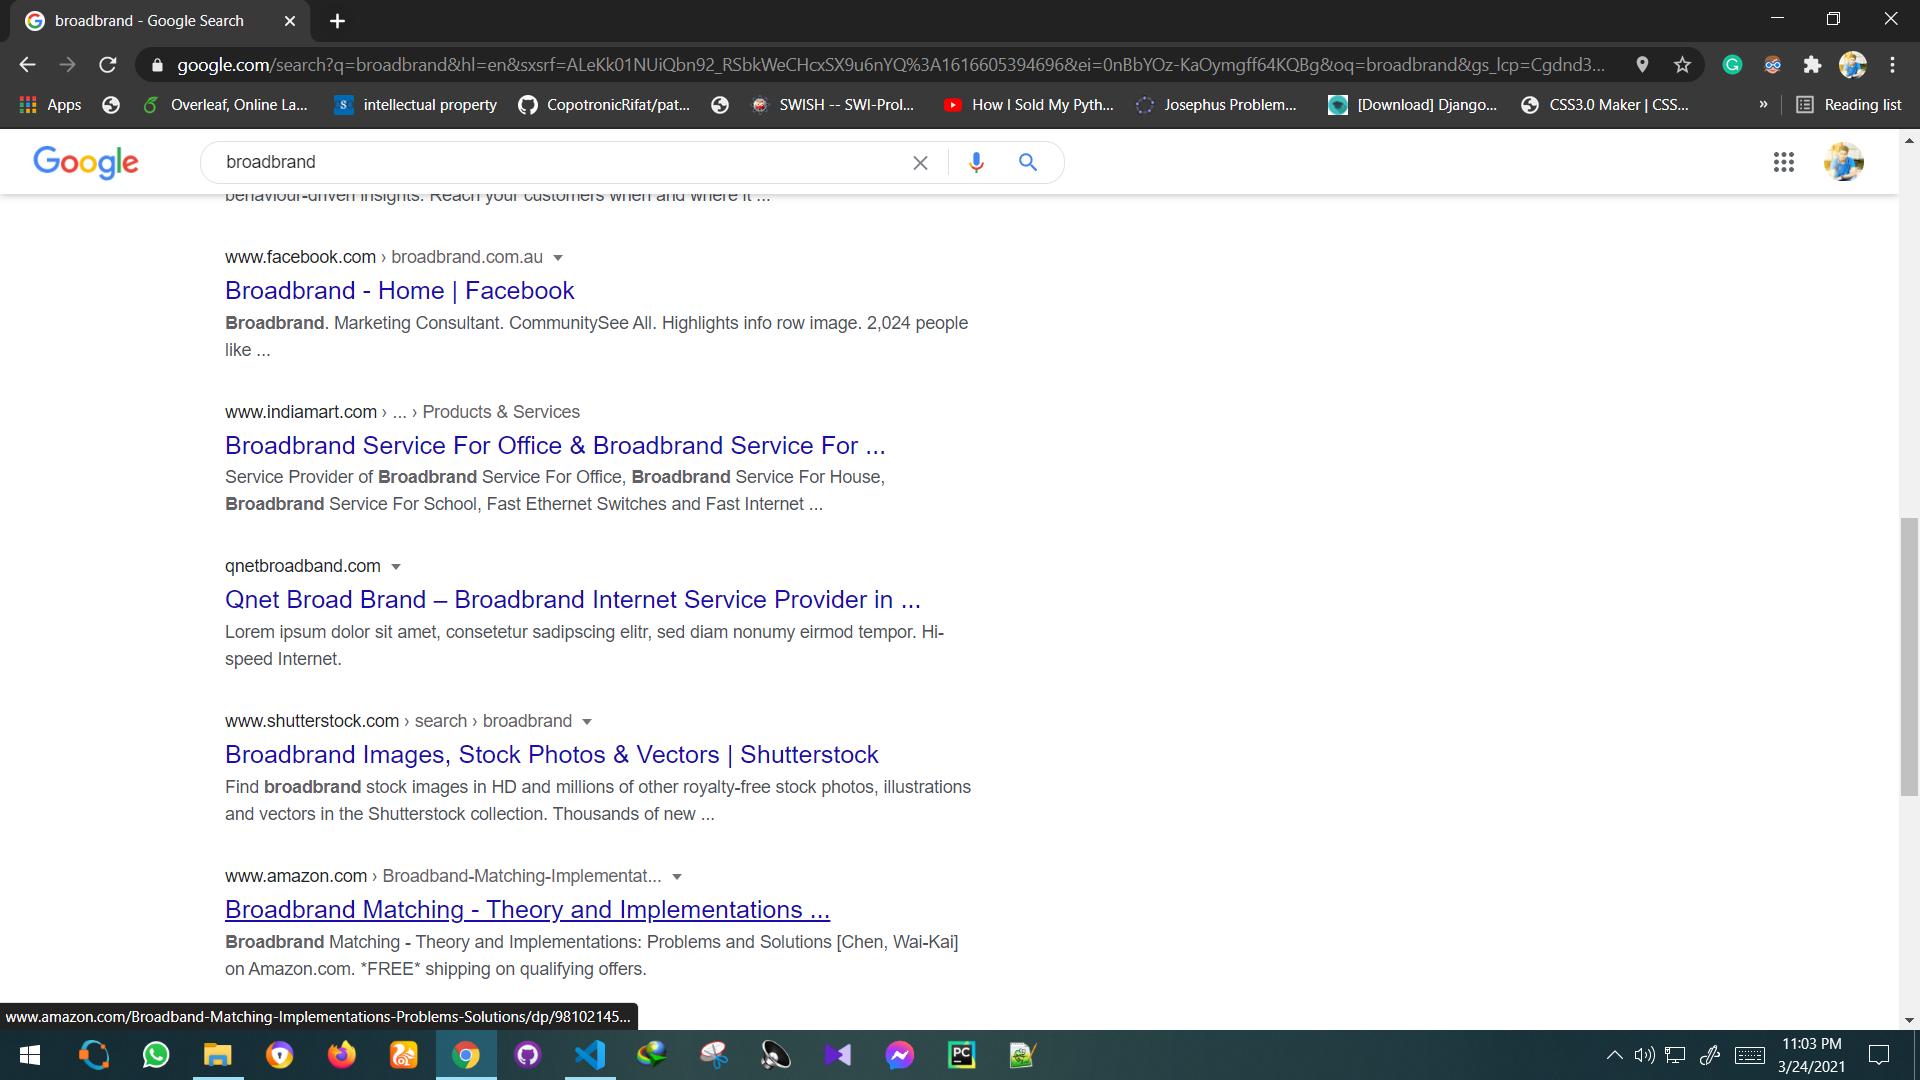 broadbrand - Google Search
google.com/search?q=broadbrand&hl=en&sxsrf=ALeKk01NUiQbn92_RSbkWeCHcxSX9u6nYQ%3A1616605394696&ei=0nBbYOz-KaOymgff64KQBg&oq=broadbrand&gs_lcp=Cgdnd3...
Apps
Overleaf, Online La...
intellectual property
CopotronicRifat/pat...
SWISH -- SWI-Prol...
How I Sold My Pyth...
Josephus Problem...
[Download] Django...
CSS3.0 Maker | CSS...
»
Reading list
Google
broadbrand
behaviour-driven insights. Reach your customers when and where it ...
www.facebook.com › broadbrand.com.au
Broadbrand - Home | Facebook
Broadbrand. Marketing Consultant. CommunitySee All. Highlights info row image. 2,024 people
like ...
www.indiamart.com › ... › Products & Services
Broadbrand Service For Office & Broadbrand Service For ...
Service Provider of Broadbrand Service For Office, Broadbrand Service For House,
Broadbrand Service For School, Fast Ethernet Switches and Fast Internet ...
qnetbroadband.com
Qnet Broad Brand – Broadbrand Internet Service Provider in ...
Lorem ipsum dolor sit amet, consetetur sadipscing elitr, sed diam nonumy eirmod tempor. Hi-
speed Internet.
www.shutterstock.com › search › broadbrand
Broadbrand Images, Stock Photos & Vectors | Shutterstock
Find broadbrand stock images in HD and millions of other royalty-free stock photos, illustrations
and vectors in the Shutterstock collection. Thousands of new ...
www.amazon.com › Broadband-Matching-Implementat...
Broadbrand Matching - Theory and Implementations ...
Broadbrand Matching - Theory and Implementations: Problems and Solutions [Chen, Wai-Kai]
on Amazon.com. *FREE* shipping on qualifying offers.
www.amazon.com/Broadband-Matching-Implementations-Problems-Solutions/dp/98102145...
PC
11:03 PM
3/24/2021